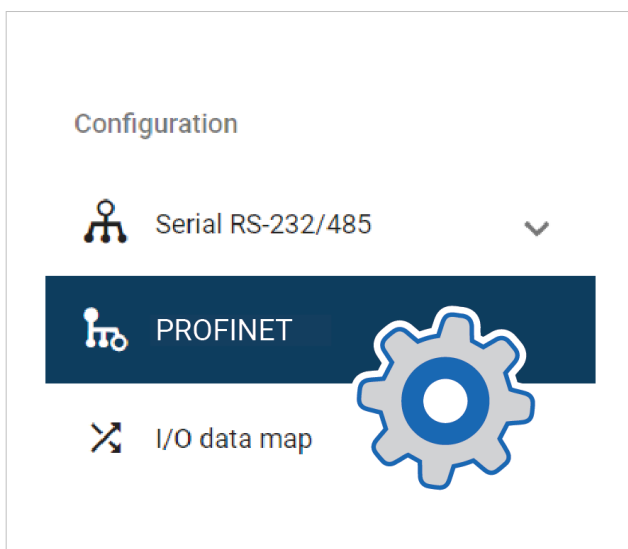 Configuration
Serial RS-232/485
PROFINET
I/O data map